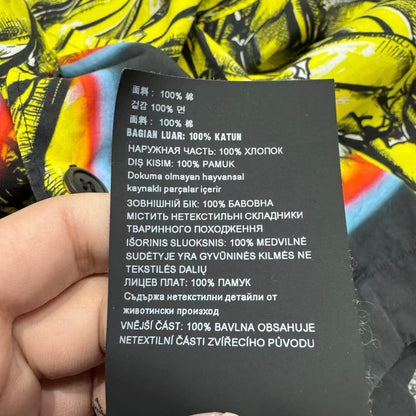 面料 : 100% 棉
겉감 100% 면
面料 : 100% 棉
BAGIAN LUAR: 100% KATUN
НАРУЖНАЯ ЧАСТЬ: 100% ХЛОПОК
DIŞ KISIM: 100% PAMUK
Dokuma olmayan hayvansal
kaynaklı parçalar içerir
ЗОВНІШНІЙ БІК: 100% БАВОВНА
МІСТИТЬ НЕТЕКСТИЛЬНІ СКЛАДНИКИ
ТВАРИННОГО ПОХОДЖЕННЯ
IŠORINIS SLUOKSNIS: 100% MEDVILNĖ
SUDĖTYJE YRA GYVŪNINĖS KILMĖS NE
TEKSTILĖS DALIŲ
ЛИЦЕВ ПЛАТ: 100% ПАМУК
Съдържа нетекстилни детайли от
животински произход
VNĚJŠÍ ČÁST: 100% BAVLNA OBSAHUJE
NETEXTILNÍ ČÁSTI ZVÍŘECÍHO PŮVODU